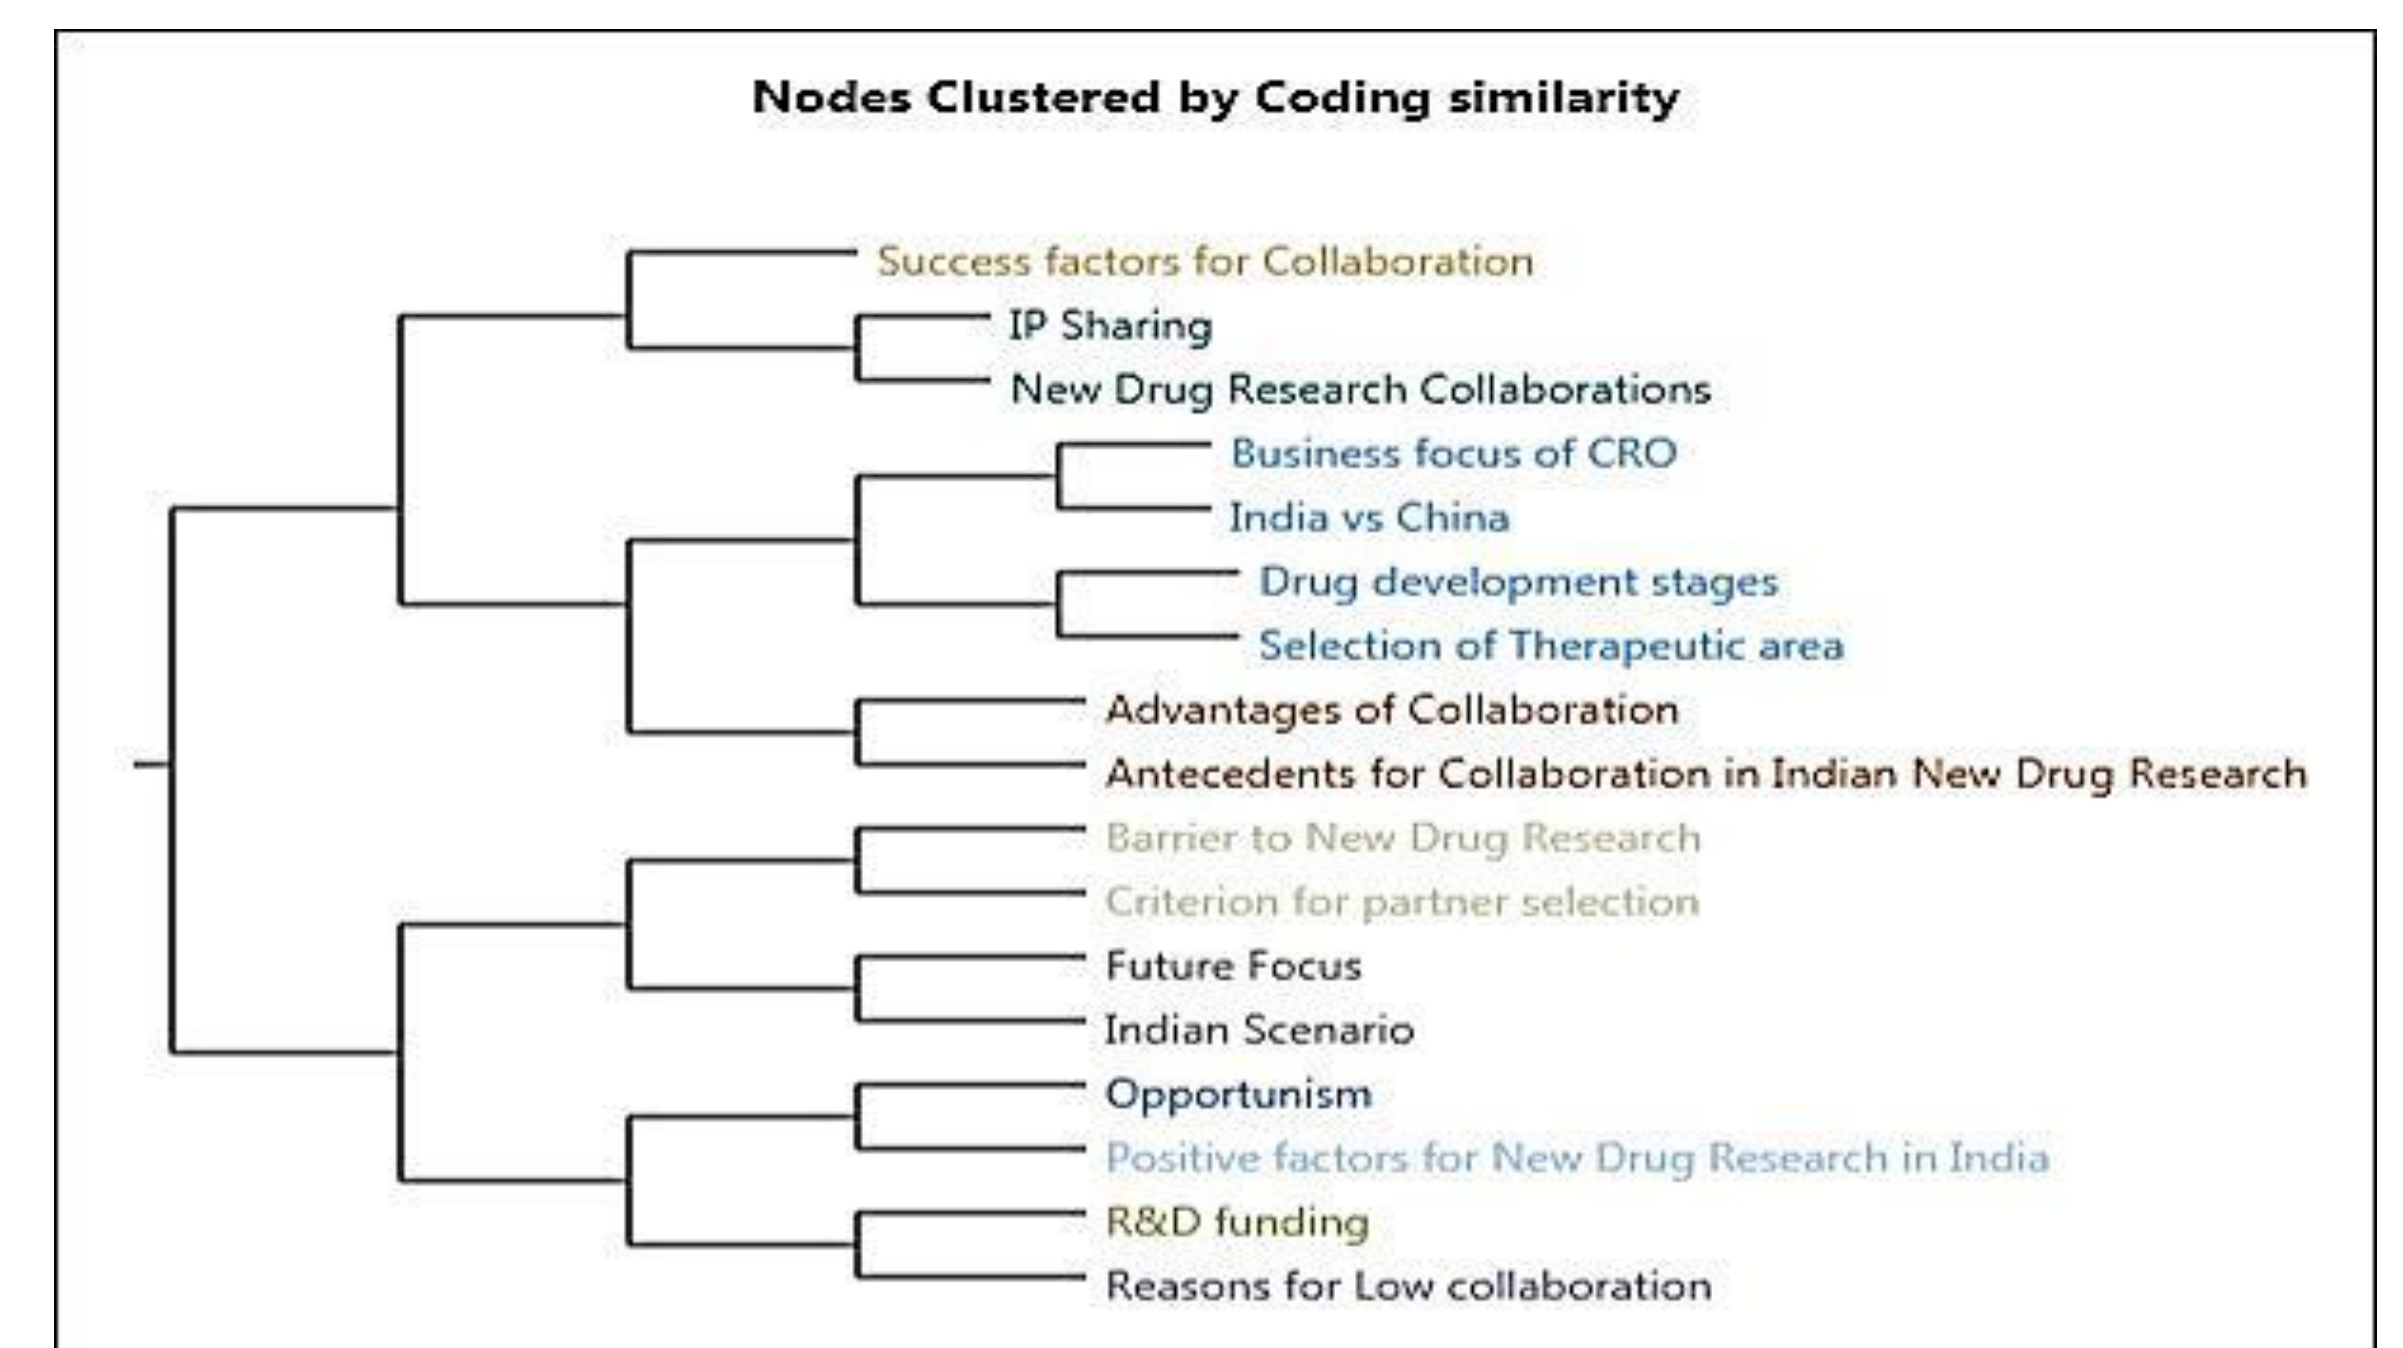 Nodes Clustered by Coding similarity
Success factors for Collaboration
IP Sharing
New Drug Research Collaborations
Business focus of CRO
India vs China
Drug development stages
Selection of Therapeutic area
Advantages of Collaboration
Antecedents for Collaboration in Indian New Drug Research
Barrier to New Drug Research
Criterion for partner selection
Future Focus
Indian Scenario
Opportunism
Positive factors for New Drug Research in India
R&D funding
Reasons for Low collaboration